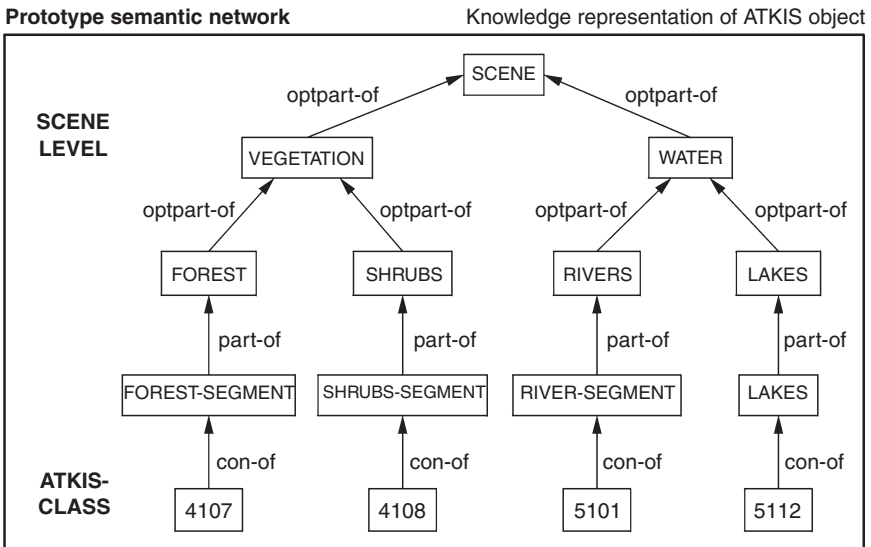 Prototype semantic network
Knowledge representation of ATKIS object
SCENE
optpart-of
optpart-of
SCENE
LEVEL
VEGETATION
WATER
optpart-of
optpart-of
optpart-of
optpart-of
FOREST
SHRUBS
RIVERS
LAKES
part-of
part-of
part-of
part-of
FOREST-SEGMENT
SHRUBS-SEGMENT
RIVER-SEGMENT
LAKES
con-of
con-of
con-of
con-of
ATKIS-
CLASS
4107
4108
5101
5112